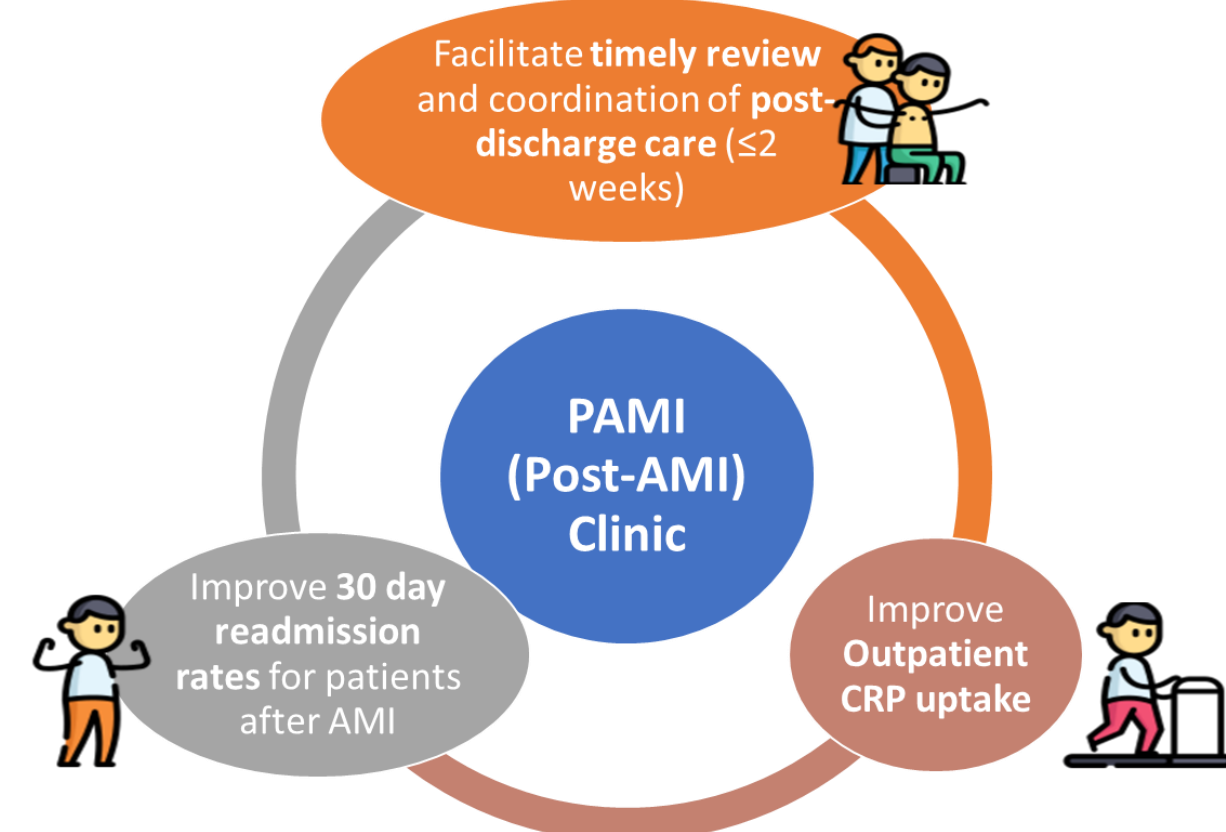 Facilitate timely review
and coordination of post-
discharge care (≤2
weeks)
PAMI
(Post-AMI)
Clinic
Improve 30 day
readmission
rates for patients
after AMI
Improve
Outpatient
CRP uptake